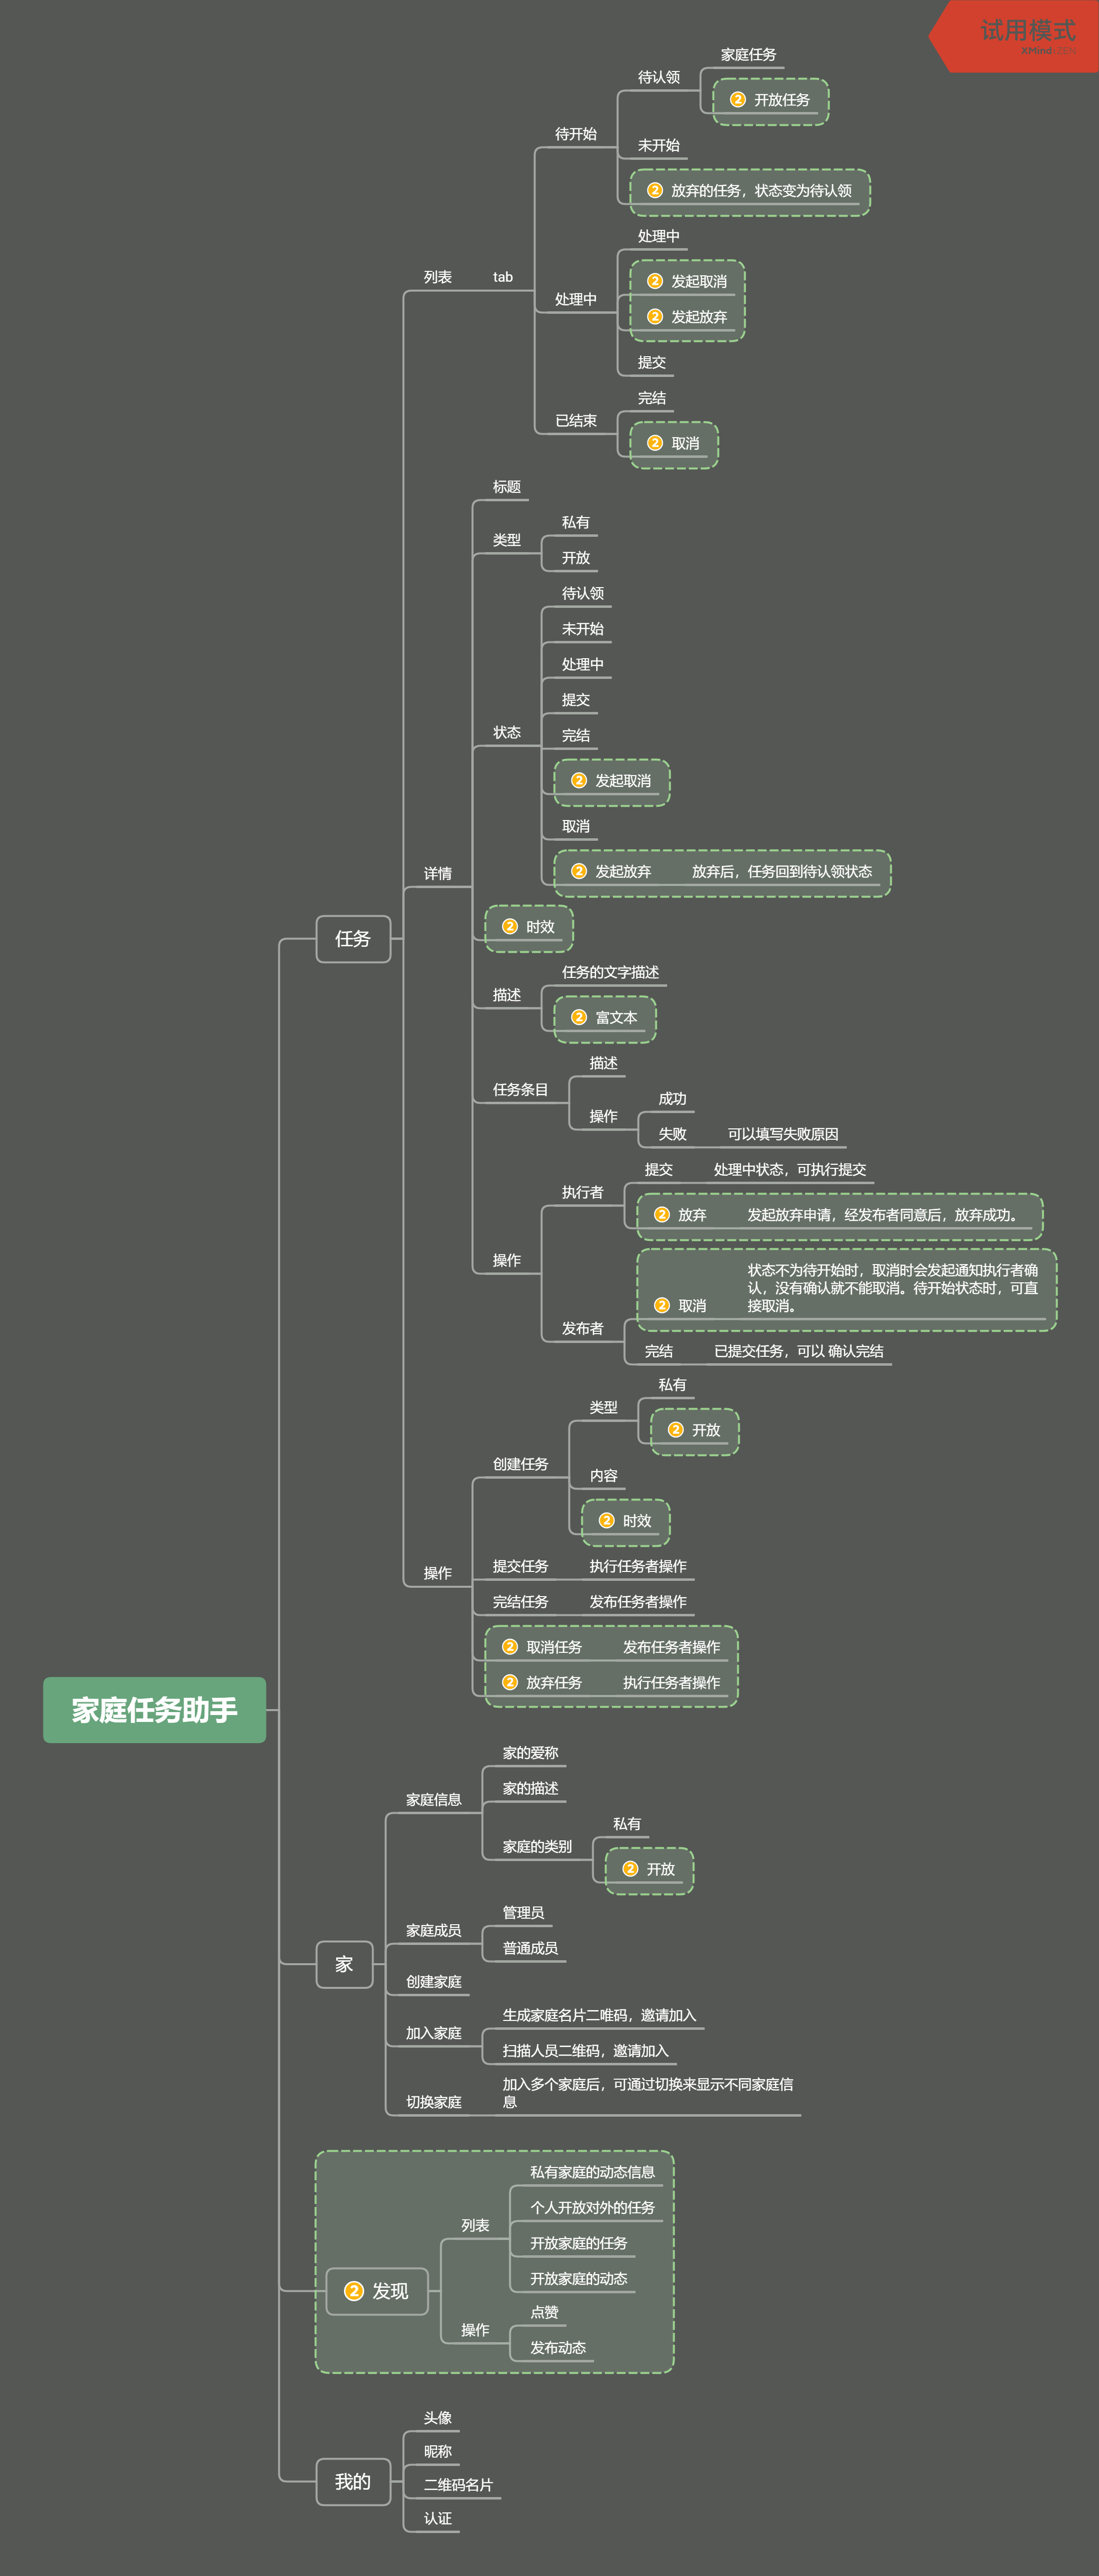 试用模式
XMind:ZEN
家庭任务
待认领
2 开放任务
待开始
未开始
2 放弃的任务，状态变为待认领
处理中
列表
tab
2 发起取消
处理中
2 发起放弃
提交
完结
已结束
2 取消
标题
私有
类型
开放
待认领
未开始
处理中
提交
状态
完结
2 发起取消
取消
详情
2 发起放弃
放弃后，任务回到待认领状态
2 时效
任务
任务的文字描述
描述
2 富文本
描述
任务条目
成功
操作
失败
可以填写失败原因
提交
处理中状态，可执行提交
执行者
2 放弃
发起放弃申请，经发布者同意后，放弃成功。
操作
状态不为待开始时，取消时会发起通知执行者确
认，没有确认就不能取消。待开始状态时，可直
接取消。
2 取消
发布者
完结
已提交任务，可以 确认完结
私有
类型
2 开放
创建任务
内容
2 时效
操作
提交任务
执行任务者操作
完结任务
发布任务者操作
2 取消任务
发布任务者操作
2 放弃任务
执行任务者操作
家庭任务助手
家的爱称
家的描述
家庭信息
私有
家庭的类别
2 开放
管理员
家庭成员
普通成员
家
创建家庭
生成家庭名片二唯码，邀请加入
加入家庭
扫描人员二维码，邀请加入
加入多个家庭后，可通过切换来显示不同家庭信
息
切换家庭
私有家庭的动态信息
个人开放对外的任务
列表
开放家庭的任务
开放家庭的动态
2 发现
点赞
操作
发布动态
头像
昵称
我的
二维码名片
认证